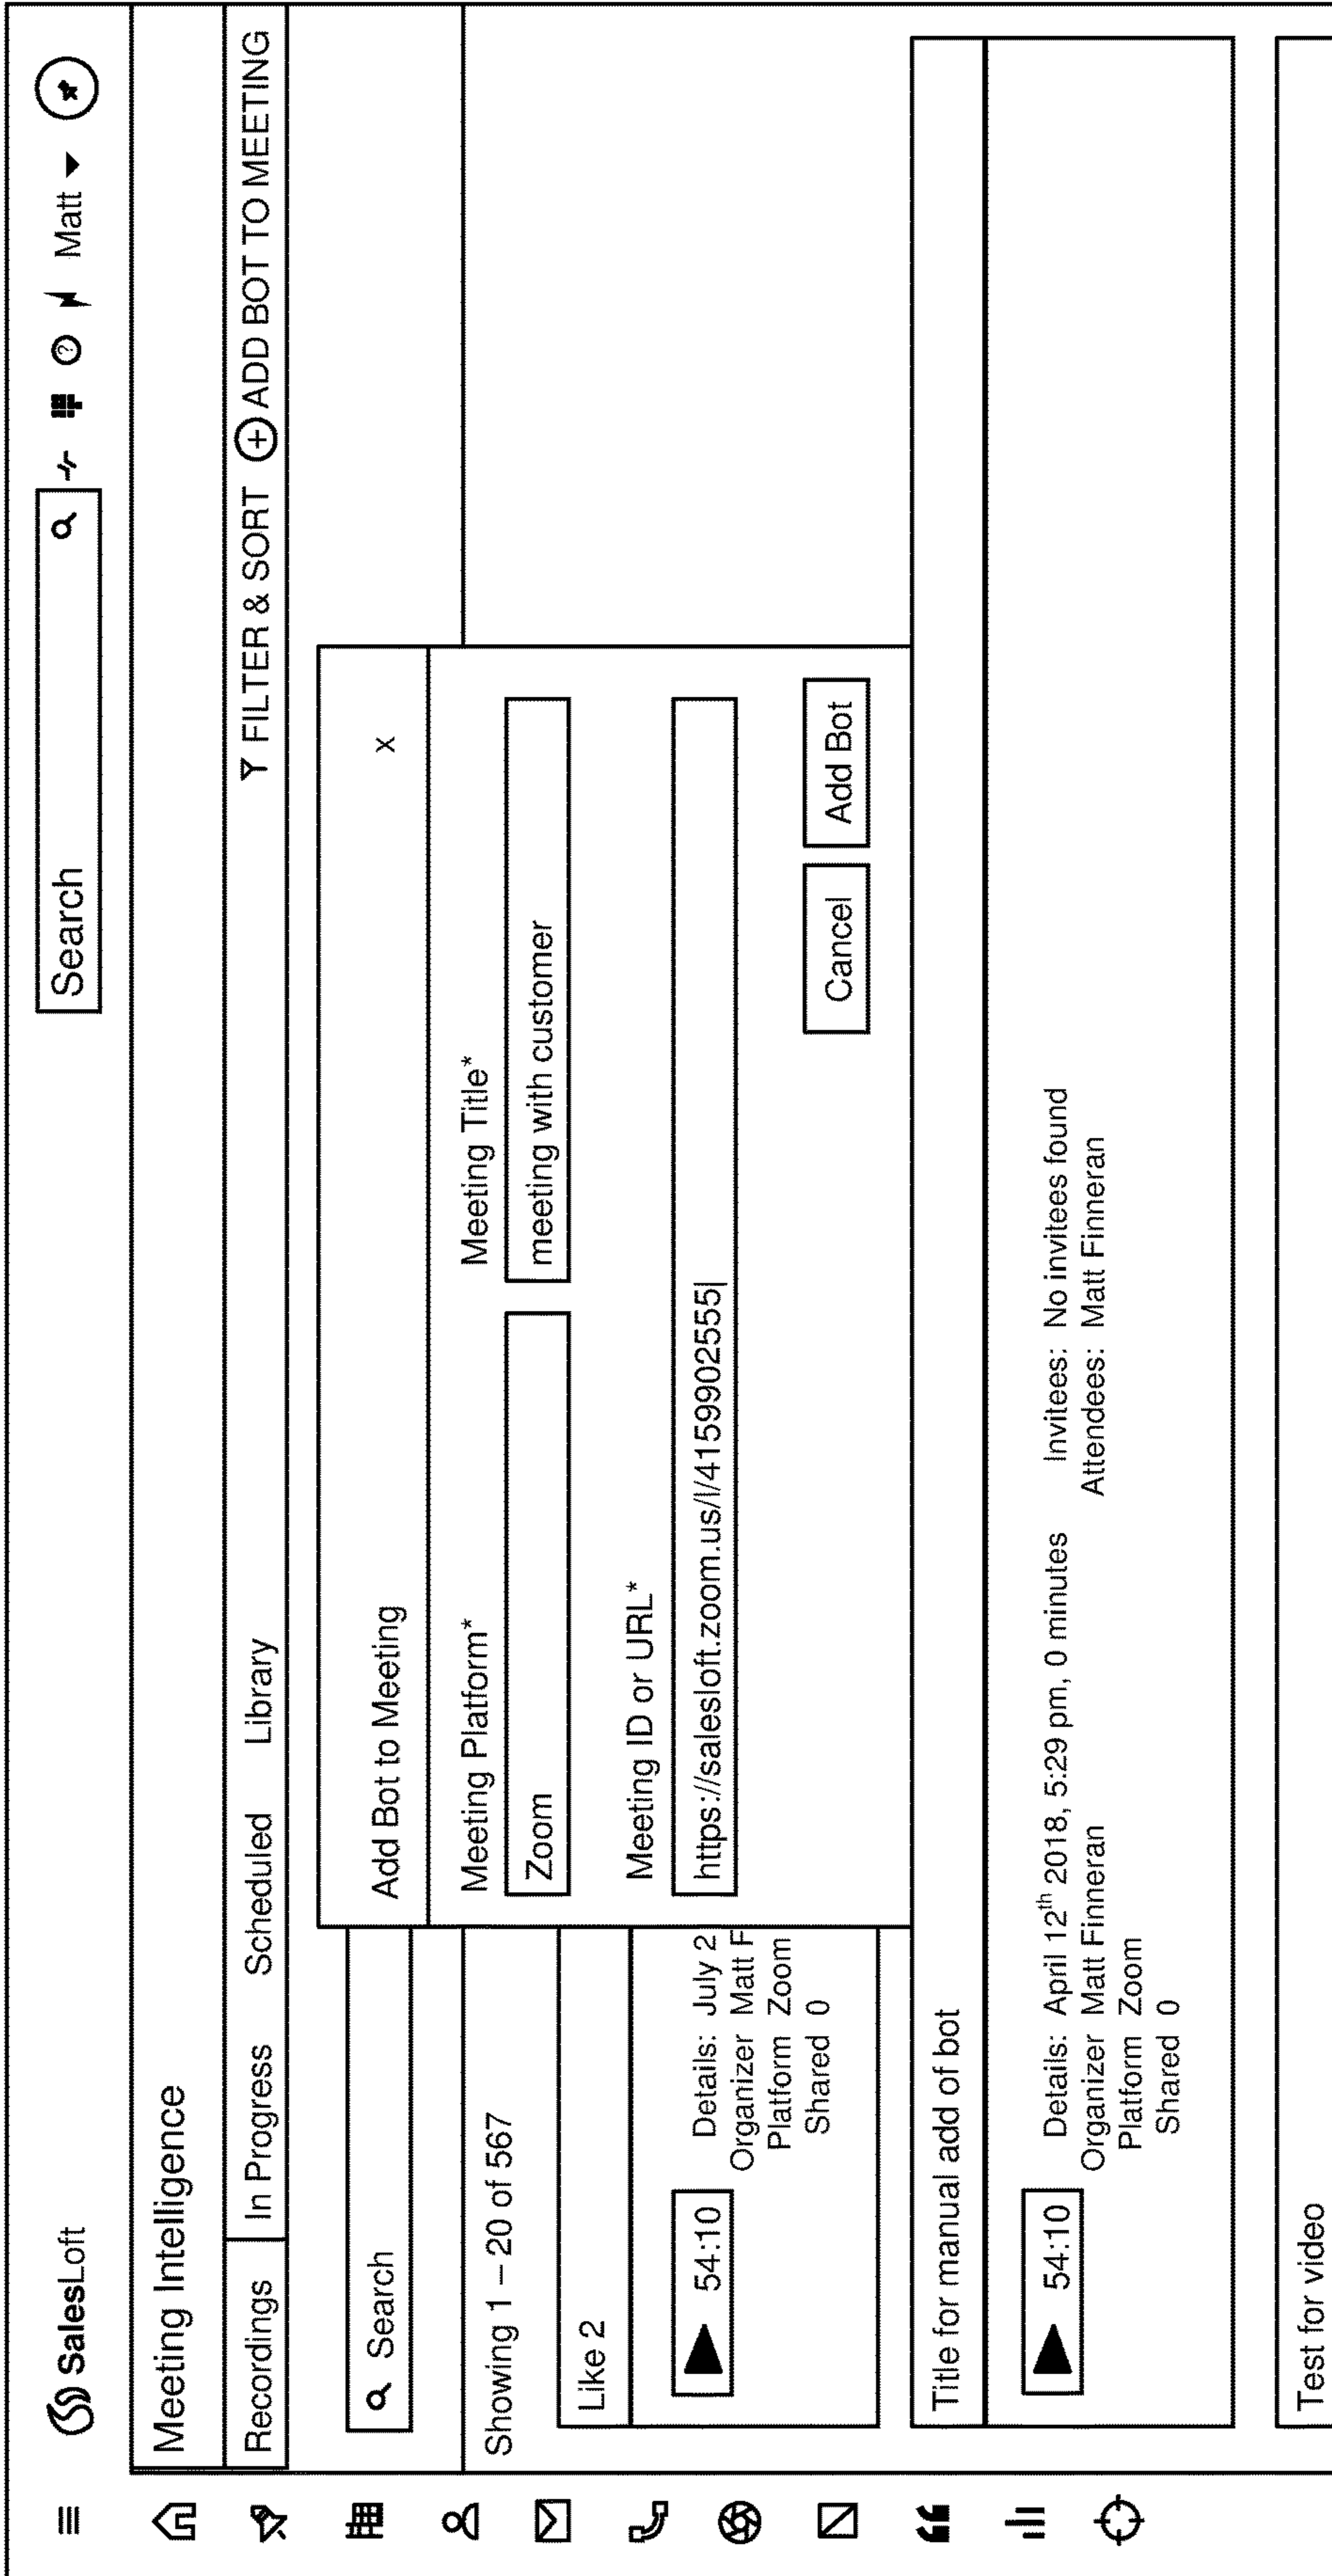 SalesLoft
Search
Matt
Meeting Intelligence
Recordings In Progress Scheduled Library FILTER & SORT + ADD BOT TO MEETING
Search
Showing 1 – 20 of 567
Add Bot to Meeting x
Meeting Platform* Meeting Title*
Zoom meeting with customer
Meeting ID or URL*
https://salesloft.zoom.us/l/4159902555
Cancel Add Bot
Like 2
54:10
Details: July 2
Organizer Matt F
Platform Zoom
Shared 0
Title for manual add of bot
54:10
Details: April 12th 2018, 5:29 pm, 0 minutes Invitees: No invitees found
Organizer Matt Finneran Attendees: Matt Finneran
Platform Zoom
Shared 0
Test for video